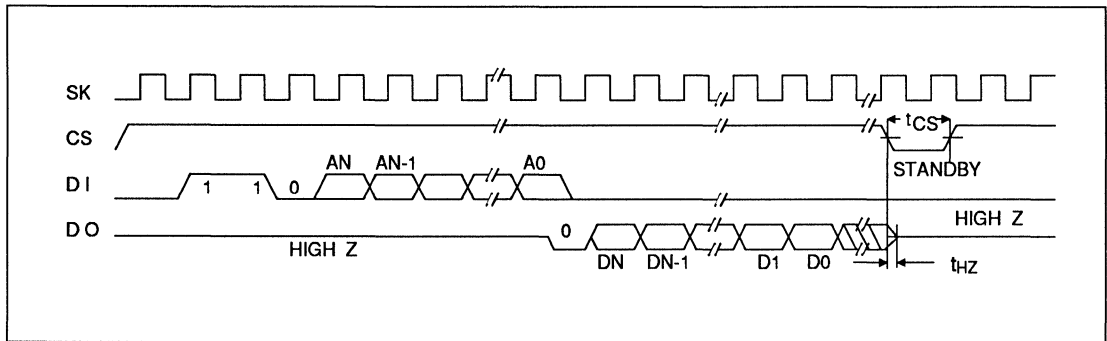 SK
CS
tCS
STANDBY
AN AN-1 A0
DI 1 1 0
HIGH Z
DO 0
HIGH Z
DN DN-1 D1 D0
tHZ